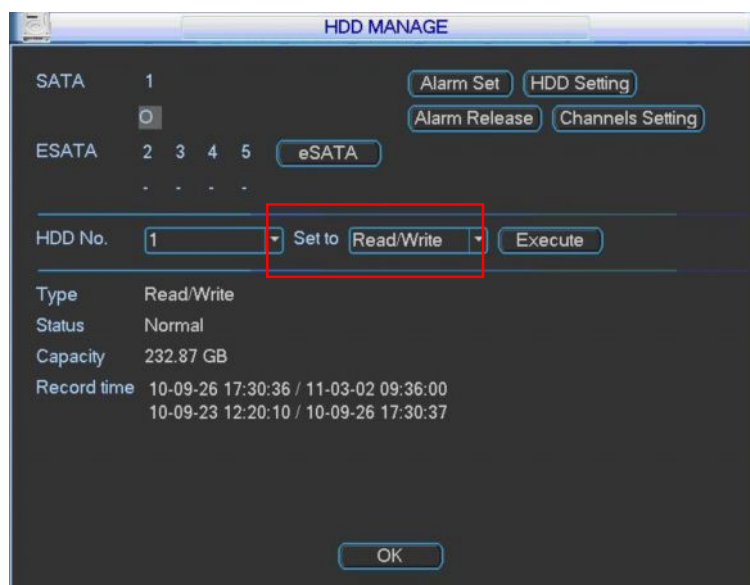 HDD MANAGE
SATA 1 Alarm Set HDD Setting
O Alarm Release Channels Setting
ESATA 2 3 4 5 eSATA
- - - -
HDD No. 1 Set to Read/Write Execute
Type Read/Write
Status Normal
Capacity 232.87 GB
Record time 10-09-26 17:30:36 / 11-03-02 09:36:00
10-09-23 12:20:10 / 10-09-26 17:30:37
OK